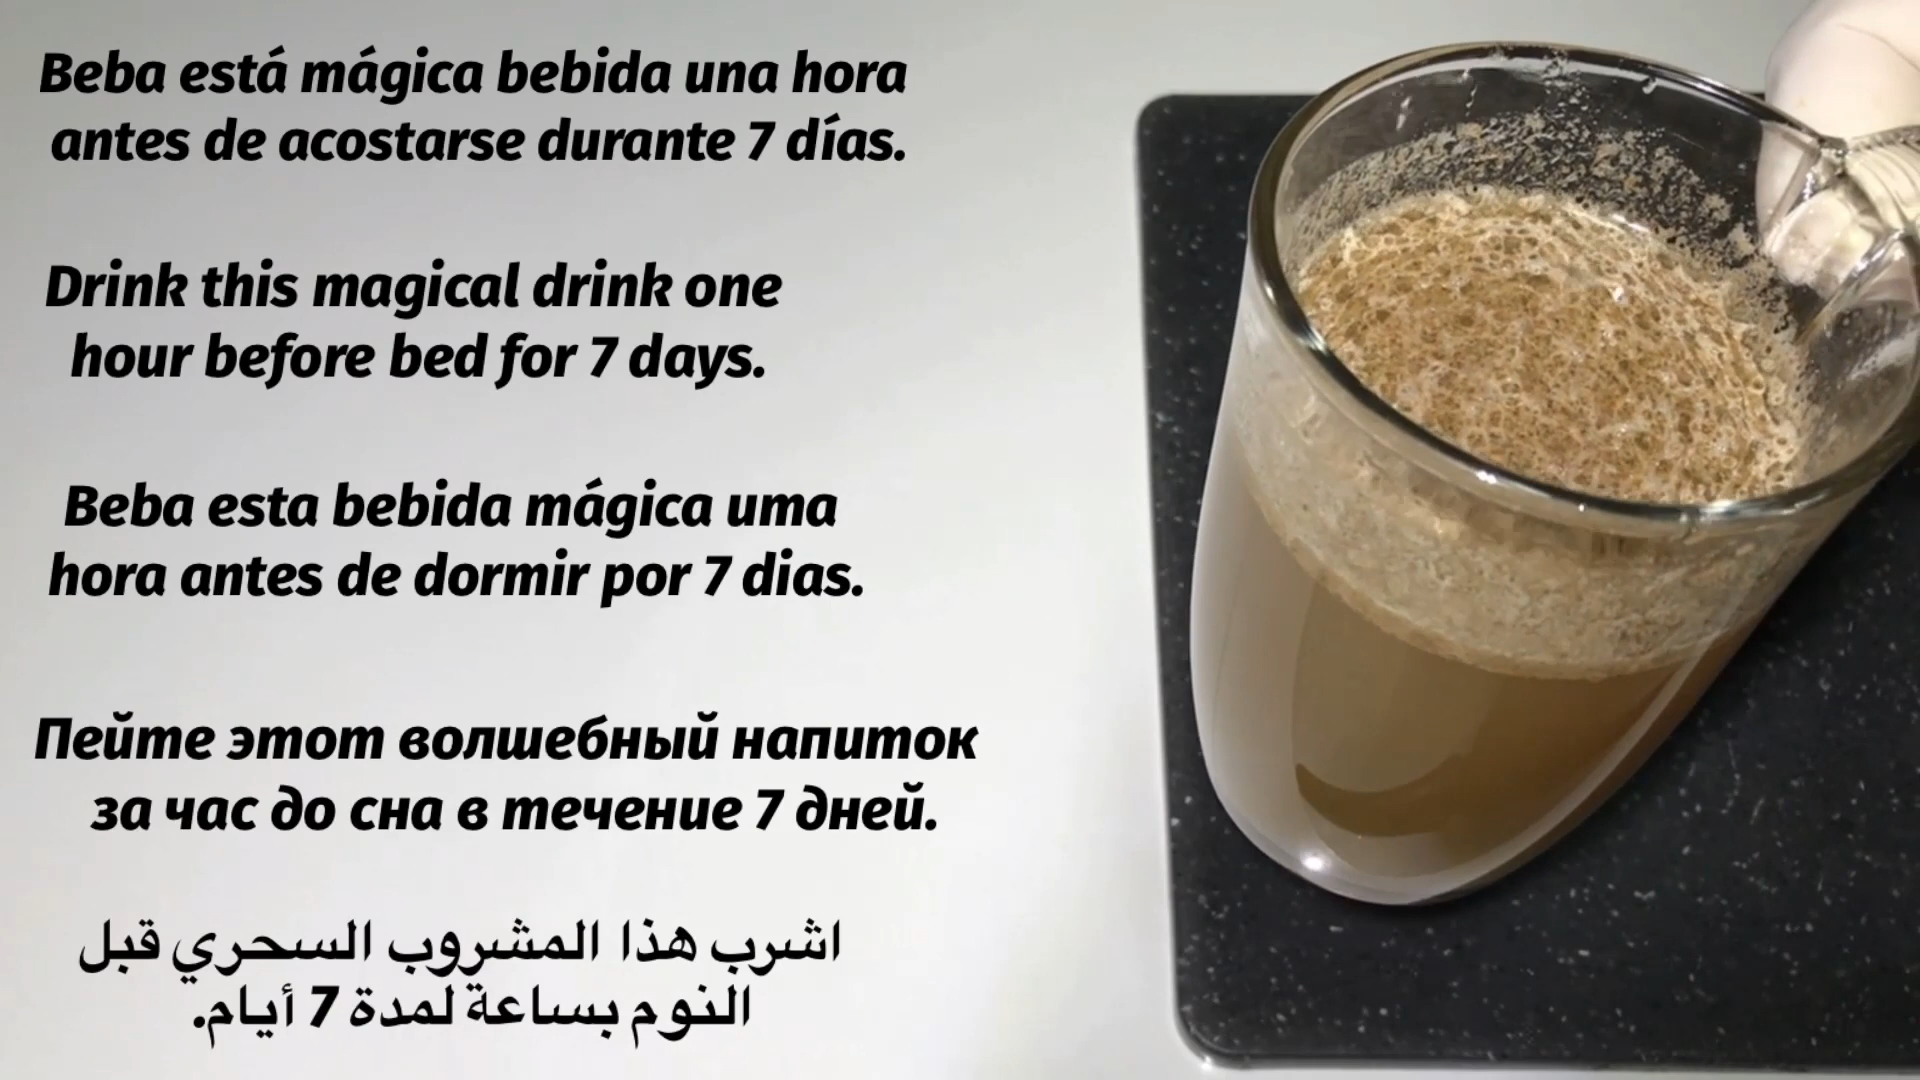 Beba está mágica bebida una hora
antes de acostarse durante 7 días.
Drink this magical drink one
hour before bed for 7 days.
Beba esta bebida mágica uma
hora antes de dormir por 7 dias.
Пейте этот волшебный напиток
за час до сна в течение 7 дней.
اشرب هذا المشروب السحري قبل
النوم بساعة لمدة 7 أيام.